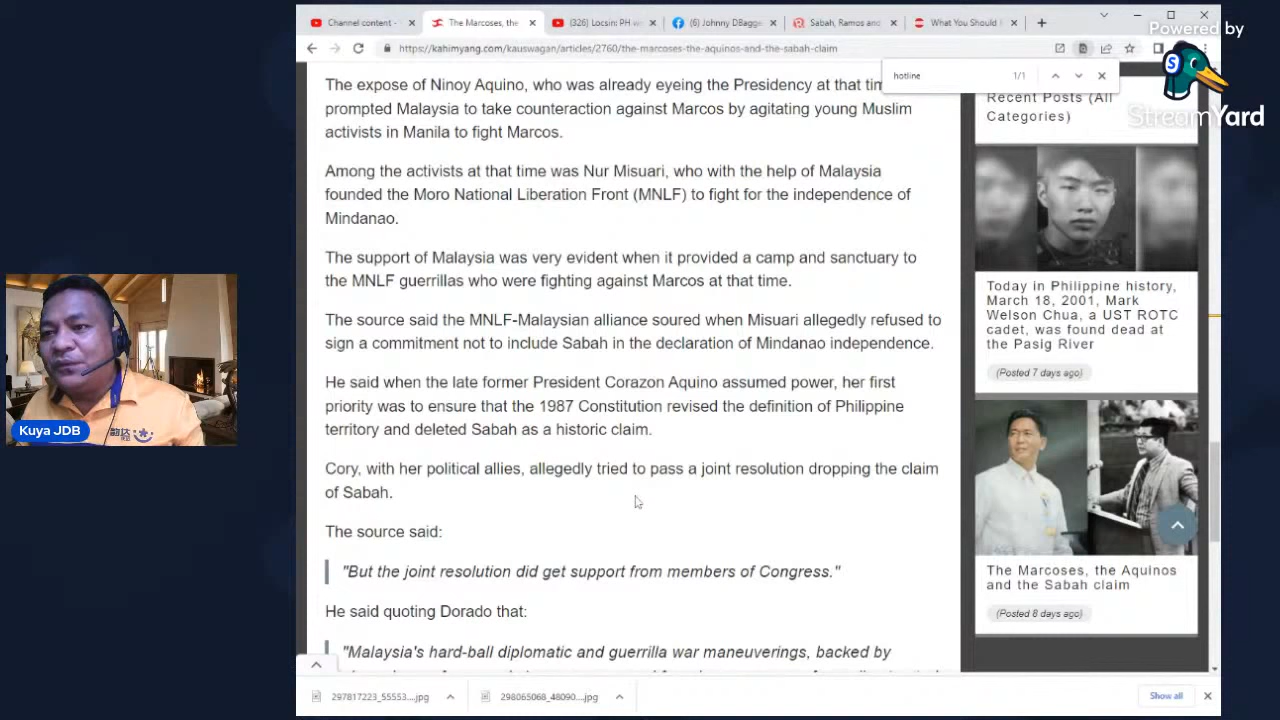 Channel content -
The Marcoses, the
(326) Locsin: PH w
(6) Johnny DBagge
Sabah, Ramos and
What You Should
https://kahimyang.com/kauswagan/articles/2760/the-marcoses-the-aquinos-and-the-sabah-claim
Powered by
StreamYard
hotline 1/1
The expose of Ninoy Aquino, who was already eyeing the Presidency at that
prompted Malaysia to take counteraction against Marcos by agitating young Muslim
activists in Manila to fight Marcos.
Among the activists at that time was Nur Misuari, who with the help of Malaysia
founded the Moro National Liberation Front (MNLF) to fight for the independence of
Mindanao.
The support of Malaysia was very evident when it provided a camp and sanctuary to
the MNLF guerrillas who were fighting against Marcos at that time.
The source said the MNLF-Malaysian alliance soured when Misuari allegedly refused to
sign a commitment not to include Sabah in the declaration of Mindanao independence.
He said when the late former President Corazon Aquino assumed power, her first
priority was to ensure that the 1987 Constitution revised the definition of Philippine
territory and deleted Sabah as a historic claim.
Cory, with her political allies, allegedly tried to pass a joint resolution dropping the claim
of Sabah.
The source said:
"But the joint resolution did get support from members of Congress."
He said quoting Dorado that:
"Malaysia's hard-ball diplomatic and guerrilla war maneuverings, backed by
Recent Posts (All
Categories)
Today in Philippine history,
March 18, 2001, Mark
Welson Chua, a UST ROTC
cadet, was found dead at
the Pasig River
(Posted 7 days ago)
The Marcoses, the Aquinos
and the Sabah claim
(Posted 8 days ago)
Kuya JDB
297817223_55553....jpg
298065068_48090....jpg
Show all